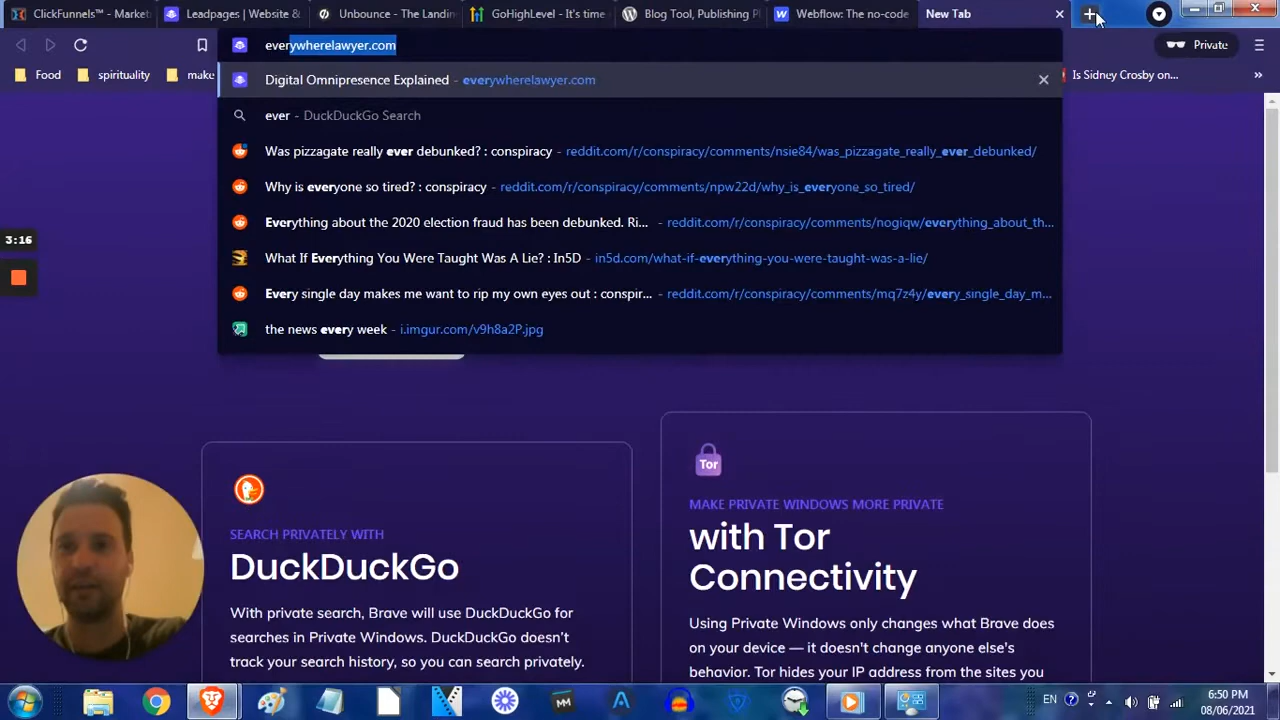 ClickFunnels™ - Market
Leadpages | Website &
Unbounce - The Landin
GoHighLevel - It's time
Blog Tool, Publishing Pl
Webflow: The no-code
New Tab
everywherelawyer.com
Private
Food
spirituality
make
Is Sidney Crosby on...
»
Digital Omnipresence Explained - everywherelawyer.com
ever - DuckDuckGo Search
Was pizzagate really ever debunked? : conspiracy - reddit.com/r/conspiracy/comments/nsie84/was_pizzagate_really_ever_debunked/
Why is everyone so tired? : conspiracy - reddit.com/r/conspiracy/comments/npw22d/why_is_everyone_so_tired/
Everything about the 2020 election fraud has been debunked. Ri... - reddit.com/r/conspiracy/comments/nogiqw/everything_about_th...
What If Everything You Were Taught Was A Lie? : In5D - in5d.com/what-if-everything-you-were-taught-was-a-lie/
Every single day makes me want to rip my own eyes out : conspir... - reddit.com/r/conspiracy/comments/mq7z4y/every_single_day_m...
the news every week - i.imgur.com/v9h8a2P.jpg
3:16
SEARCH PRIVATELY WITH
DuckDuckGo
With private search, Brave will use DuckDuckGo for
searches in Private Windows. DuckDuckGo doesn't
track your search history, so you can search privately.
Tor
MAKE PRIVATE WINDOWS MORE PRIVATE
with Tor
Connectivity
Using Private Windows only changes what Brave does
on your device — it doesn't change anyone else's
behavior. Tor hides your IP address from the sites you
EN
6:50 PM
08/06/2021